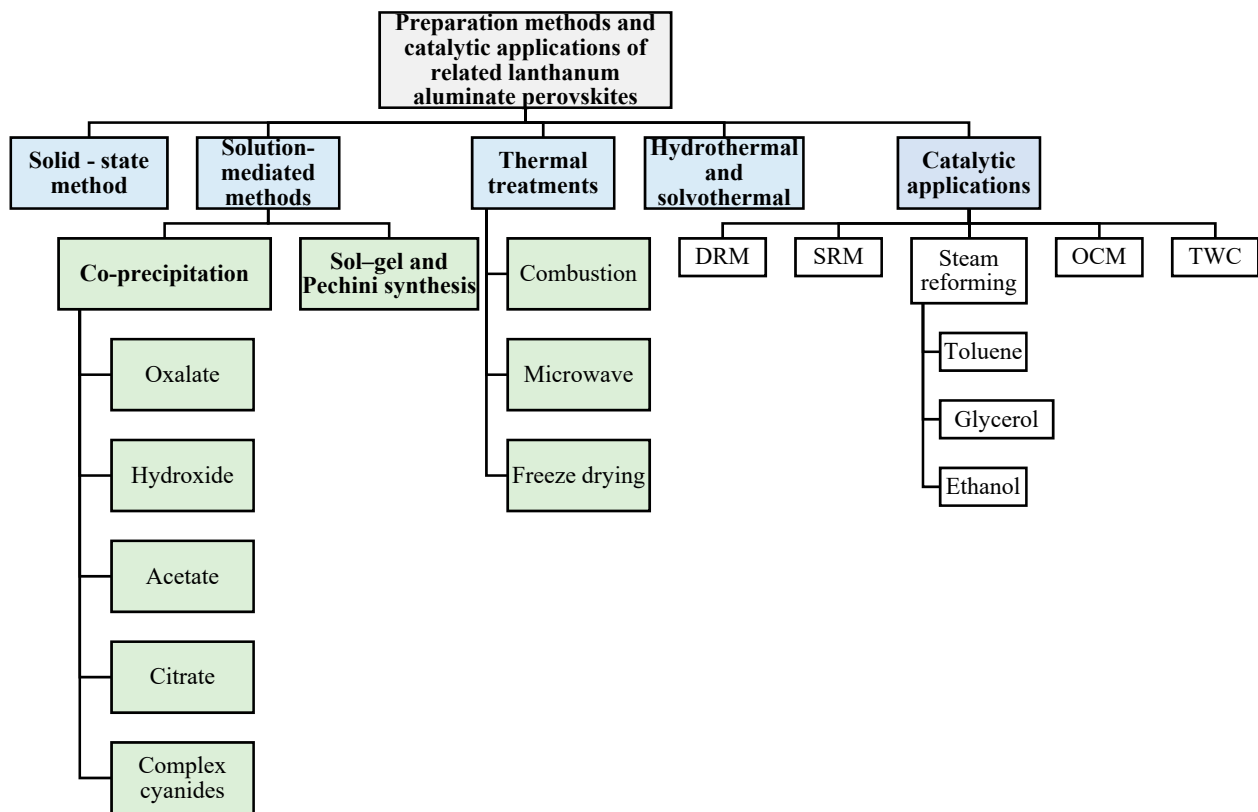 Preparation methods and
catalytic applications of
related lanthanum
aluminate perovskites
Solid - state
method
Solution-
mediated
methods
Thermal
treatments
Hydrothermal
and
solvothermal
Catalytic
applications
Co-precipitation
Sol–gel and
Pechini synthesis
Combustion
DRM
SRM
Steam
reforming
OCM
TWC
Oxalate
Microwave
Toluene
Glycerol
Hydroxide
Freeze drying
Ethanol
Acetate
Citrate
Complex
cyanides